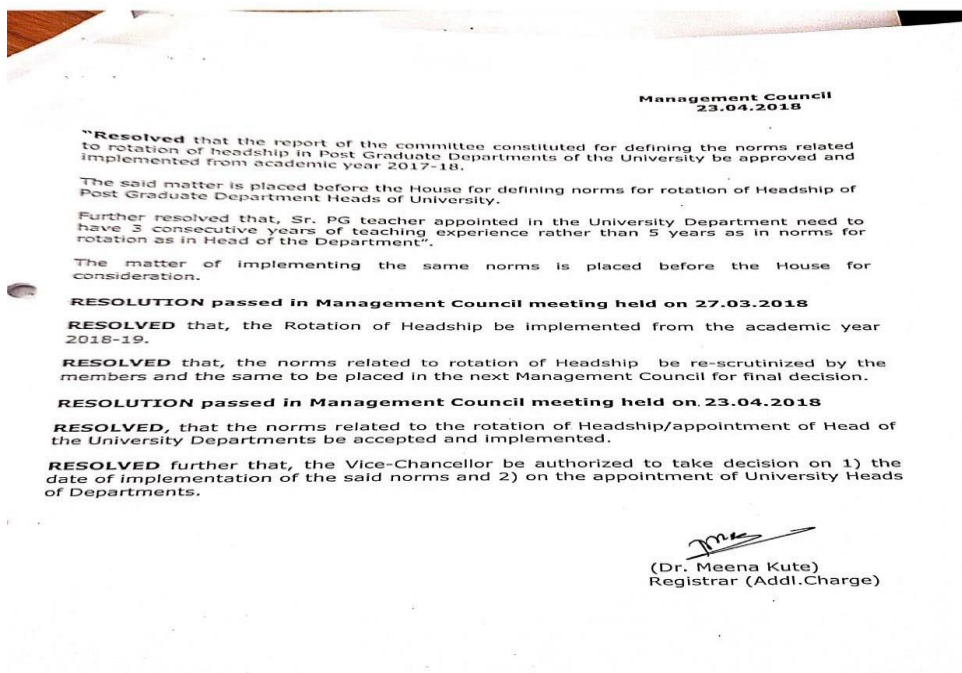 Management Council
23.04.2018
"Resolved that the report of the committee constituted for defining the norms related
to rotation of headship in Post Graduate Departments of the University be approved and
implemented from academic year 2017-18.
The said matter is placed before the House for defining norms for rotation of Headship of
Post Graduate Department Heads of University.
Further resolved that, Sr. PG teacher appointed in the University Department need to
have 3 consecutive years of teaching experience rather than 5 years as in norms for
rotation as in Head of the Department".
The matter of implementing the same norms is placed before the House for
consideration.
RESOLUTION passed in Management Council meeting held on 27.03.2018
RESOLVED that, the Rotation of Headship be implemented from the academic year
2018-19.
RESOLVED that, the norms related to rotation of Headship be re-scrutinized by the
members and the same to be placed in the next Management Council for final decision.
RESOLUTION passed in Management Council meeting held on 23.04.2018
RESOLVED, that the norms related to the rotation of Headship/appointment of Head of
the University Departments be accepted and implemented.
RESOLVED further that, the Vice-Chancellor be authorized to take decision on 1) the
date of implementation of the said norms and 2) on the appointment of University Heads
of Departments.
(Dr. Meena Kute)
Registrar (Addl.Charge)